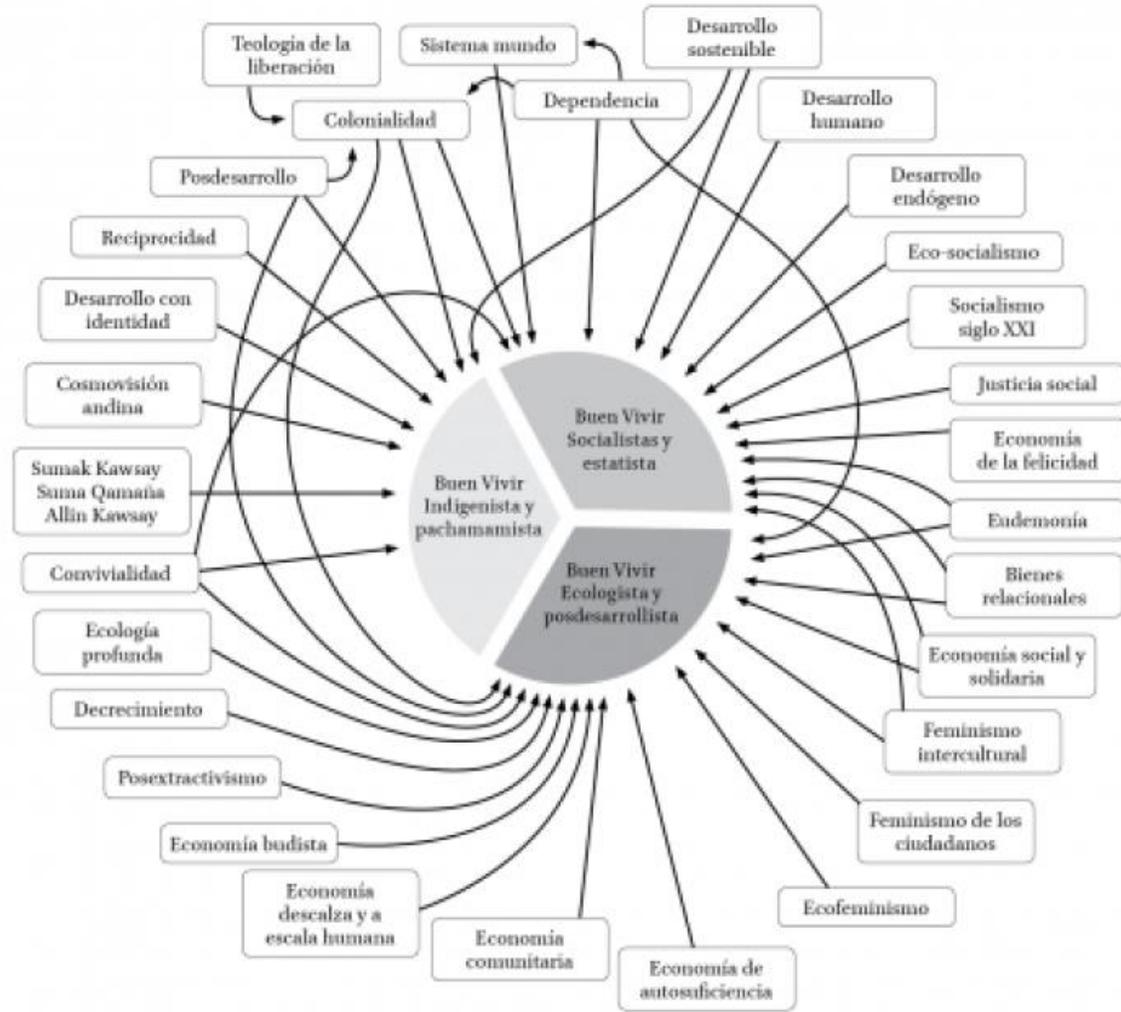 Teología de la
liberación
Sistema mundo
Desarrollo
sostenible
Colonialidad
Dependencia
Desarrollo
humano
Posdesarrollo
Desarrollo
endógeno
Reciprocidad
Eco-socialismo
Desarrollo con
identidad
Socialismo
siglo XXI
Cosmovisión
andina
Justicia social
Economía
de la felicidad
Sumak Kawsay
Suma Qamaña
Allin Kawsay
Buen Vivir
Indigenista y
pachamamista
Buen Vivir
Socialistas y
estatista
Buen Vivir
Ecologista y
posdesarrollista
Eudemonía
Convivialidad
Bienes
relacionales
Ecología
profunda
Economía social y
solidaria
Decrecimiento
Feminismo
intercultural
Posextractivismo
Feminismo de los
ciudadanos
Economía budista
Ecofeminismo
Economía
descalza y a
escala humana
Economía
comunitaria
Economía de
autosuficiencia